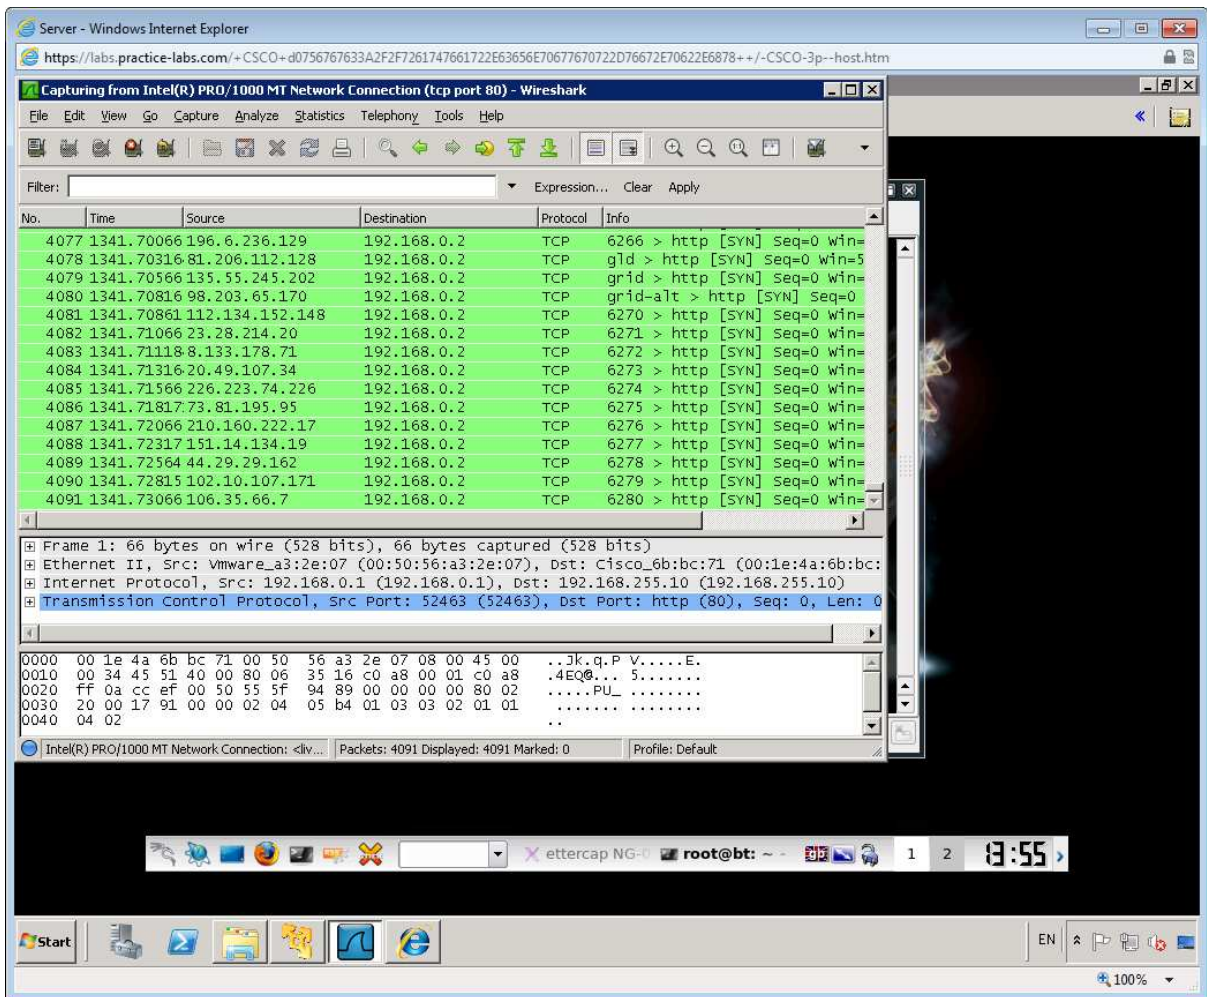 Server - Windows Internet Explorer
https://labs.practice-labs.com/+CSCO+d0756767633A2F2F7261747661722E63656E70677670722D76672E70622E6878++/-CSCO-3p--host.htm
Capturing from Intel(R) PRO/1000 MT Network Connection (tcp port 80) - Wireshark
File Edit View Go Capture Analyze Statistics Telephony Tools Help
Filter: Expression... Clear Apply
No. Time Source Destination Protocol Info
4077 1341.70066 196.6.236.129 192.168.0.2 TCP 6266 > http [SYN] Seq=0 Win=
4078 1341.70316 81.206.112.128 192.168.0.2 TCP gld > http [SYN] Seq=0 Win=5
4079 1341.70566 135.55.245.202 192.168.0.2 TCP grid > http [SYN] Seq=0 Win=
4080 1341.70816 98.203.65.170 192.168.0.2 TCP grid-alt > http [SYN] Seq=0
4081 1341.70861 112.134.152.148 192.168.0.2 TCP 6270 > http [SYN] Seq=0 Win=
4082 1341.71066 23.28.214.20 192.168.0.2 TCP 6271 > http [SYN] Seq=0 Win=
4083 1341.71118 8.133.178.71 192.168.0.2 TCP 6272 > http [SYN] Seq=0 Win=
4084 1341.71316 20.49.107.34 192.168.0.2 TCP 6273 > http [SYN] Seq=0 Win=
4085 1341.71566 226.223.74.226 192.168.0.2 TCP 6274 > http [SYN] Seq=0 Win=
4086 1341.71817 73.81.195.95 192.168.0.2 TCP 6275 > http [SYN] Seq=0 Win=
4087 1341.72066 210.160.222.17 192.168.0.2 TCP 6276 > http [SYN] Seq=0 Win=
4088 1341.72317 151.14.134.19 192.168.0.2 TCP 6277 > http [SYN] Seq=0 Win=
4089 1341.72564 44.29.29.162 192.168.0.2 TCP 6278 > http [SYN] Seq=0 Win=
4090 1341.72815 102.10.107.171 192.168.0.2 TCP 6279 > http [SYN] Seq=0 Win=
4091 1341.73066 106.35.66.7 192.168.0.2 TCP 6280 > http [SYN] Seq=0 Win=
Frame 1: 66 bytes on wire (528 bits), 66 bytes captured (528 bits)
Ethernet II, Src: Vmware_a3:2e:07 (00:50:56:a3:2e:07), Dst: Cisco_6b:bc:71 (00:1e:4a:6b:bc:
Internet Protocol, Src: 192.168.0.1 (192.168.0.1), Dst: 192.168.255.10 (192.168.255.10)
Transmission Control Protocol, Src Port: 52463 (52463), Dst Port: http (80), Seq: 0, Len: 0
0000 00 1e 4a 6b bc 71 00 50 56 a3 2e 07 08 00 45 00 ..Jk.q.P V.....E.
0010 00 34 45 51 40 00 80 06 35 16 c0 a8 00 01 c0 a8 .4EQ@... 5.......
0020 ff 0a cc ef 00 50 55 5f 94 89 00 00 00 00 80 02 .....PU_ ........
0030 20 00 17 91 00 00 02 04 05 b4 01 03 03 02 01 01 ....... ........
0040 04 02 ..
Intel(R) PRO/1000 MT Network Connection: <liv... Packets: 4091 Displayed: 4091 Marked: 0 Profile: Default
ettercap NG-0 root@bt: ~ - gb 1 2 13:55
Start EN
100%